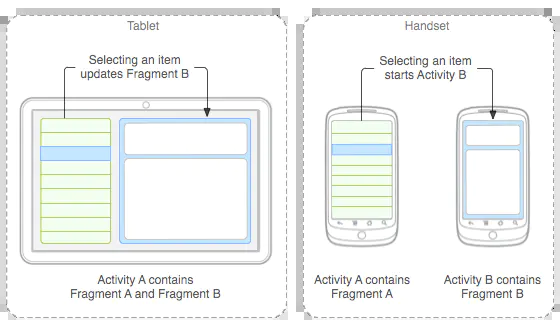 Tablet
Selecting an item
updates Fragment B
Activity A contains
Fragment A and Fragment B
Handset
Selecting an item
starts Activity B
Activity A contains
Fragment A
Activity B contains
Fragment B